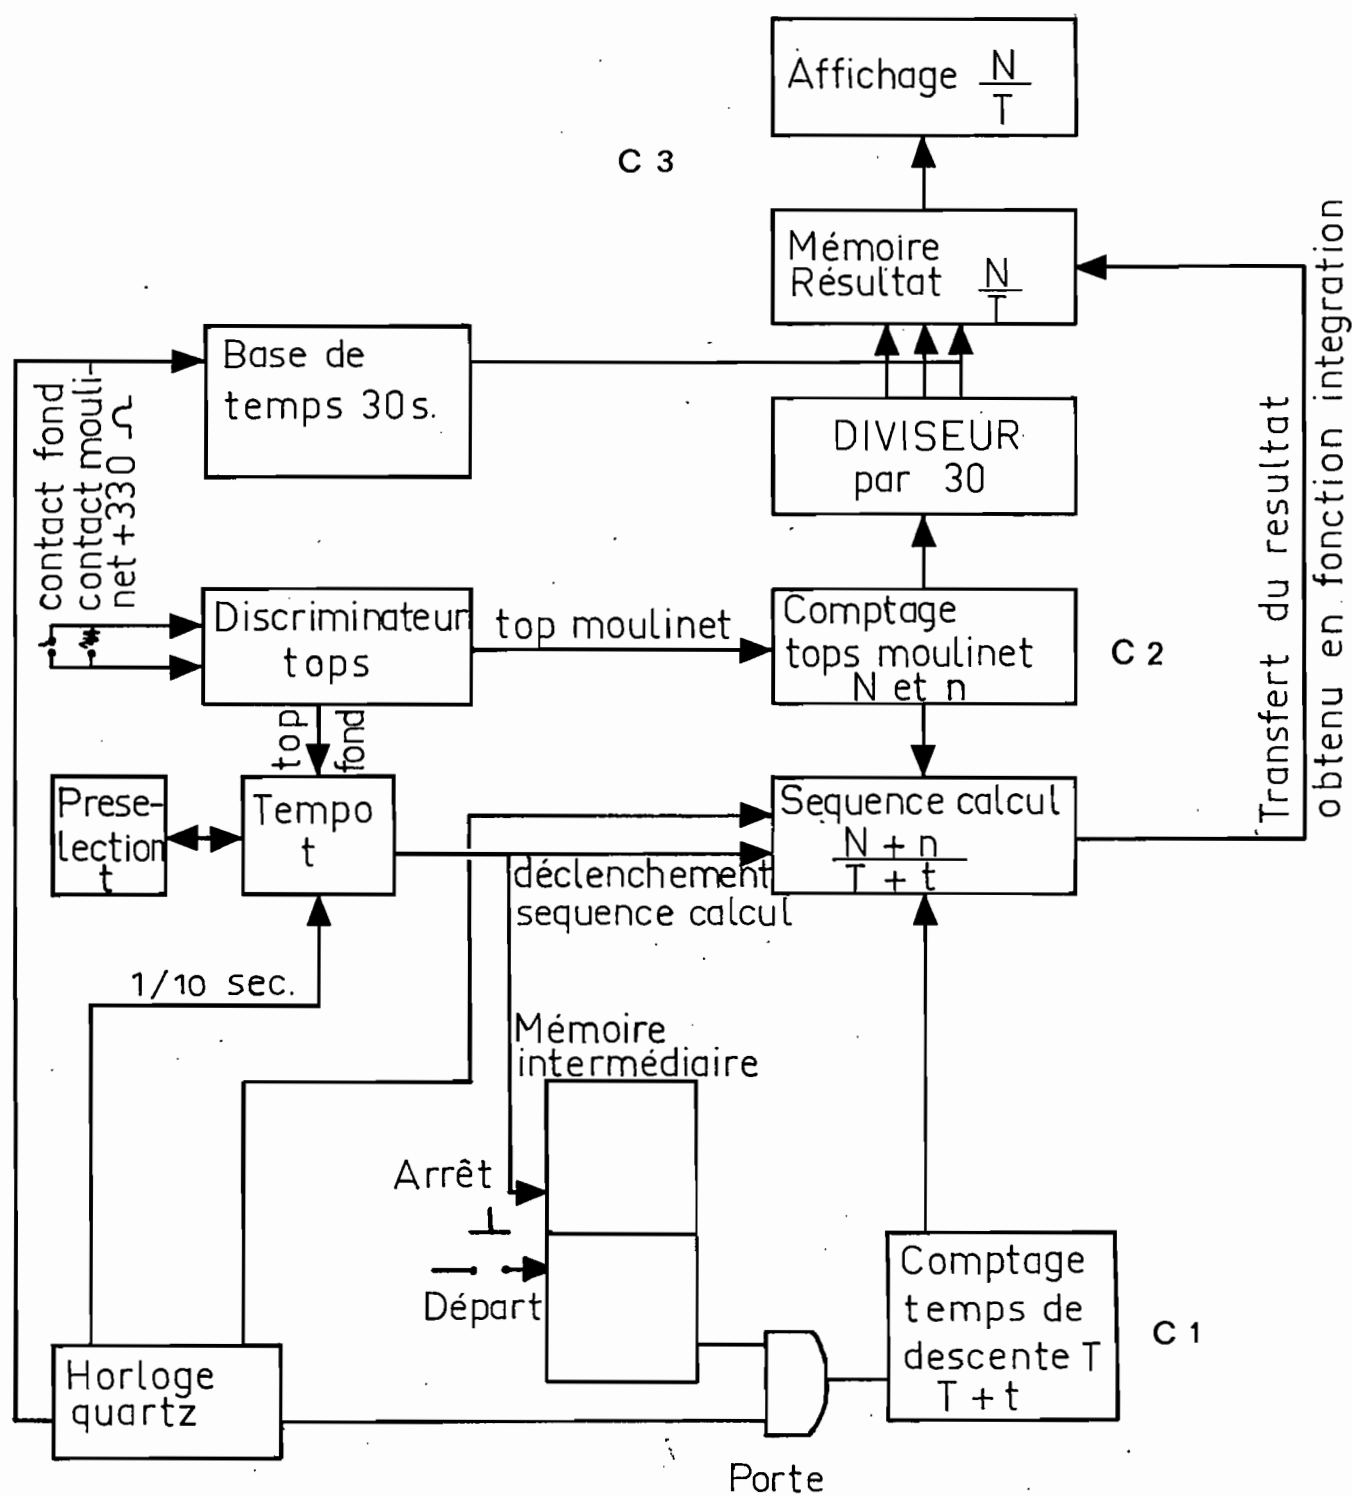 Affichage N
T
C 3
Mémoire
Résultat N
T
Base de
temps 30s.
contact fond
contact mouli-
net +330 Ω
DIVISEUR
par 30
Discriminateur
tops
top moulinet
Comptage
tops moulinet
N et n
C 2
Transfert du resultat
obtenu en fonction integration
top
fond
Prese-
lection
t
Tempo
t
Sequence calcul
N + n
T + t
déclenchement
sequence calcul
1/10 sec.
Mémoire
intermédiaire
Arrêt
Départ
Comptage
temps de
descente T
T + t
C 1
Horloge
quartz
Porte